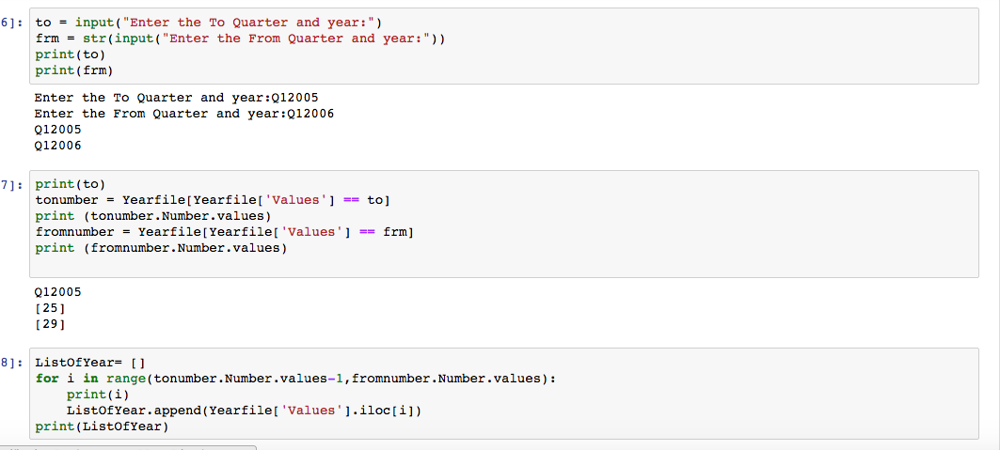 6]: to = input("Enter the To Quarter and year:")
frm = str(input("Enter the From Quarter and year:"))
print(to)
print(frm)
Enter the To Quarter and year:Q12005
Enter the From Quarter and year:Q12006
Q12005
Q12006
7]: print(to)
tonumber = Yearfile[Yearfile['Values'] == to]
print (tonumber.Number.values)
fromnumber = Yearfile[Yearfile['Values'] == frm]
print (fromnumber.Number.values)
Q12005
[25]
[29]
8]: ListOfYear= []
for i in range(tonumber.Number.values-1,fromnumber.Number.values):
    print(i)
    ListOfYear.append(Yearfile['Values'].iloc[i])
print(ListOfYear)